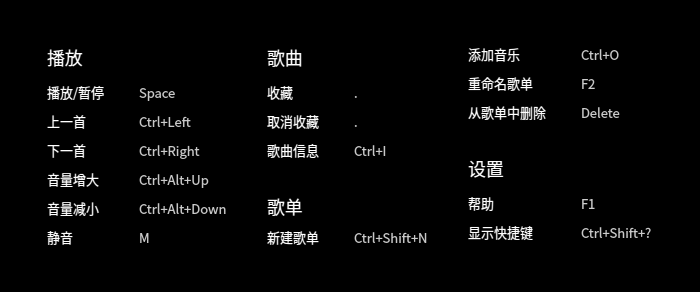 播放
播放/暂停 Space
上一首 Ctrl+Left
下一首 Ctrl+Right
音量增大 Ctrl+Alt+Up
音量减小 Ctrl+Alt+Down
静音 M
歌曲
收藏 .
取消收藏 .
歌曲信息 Ctrl+I
歌单
新建歌单 Ctrl+Shift+N
添加音乐 Ctrl+O
重命名歌单 F2
从歌单中删除 Delete
设置
帮助 F1
显示快捷键 Ctrl+Shift+?